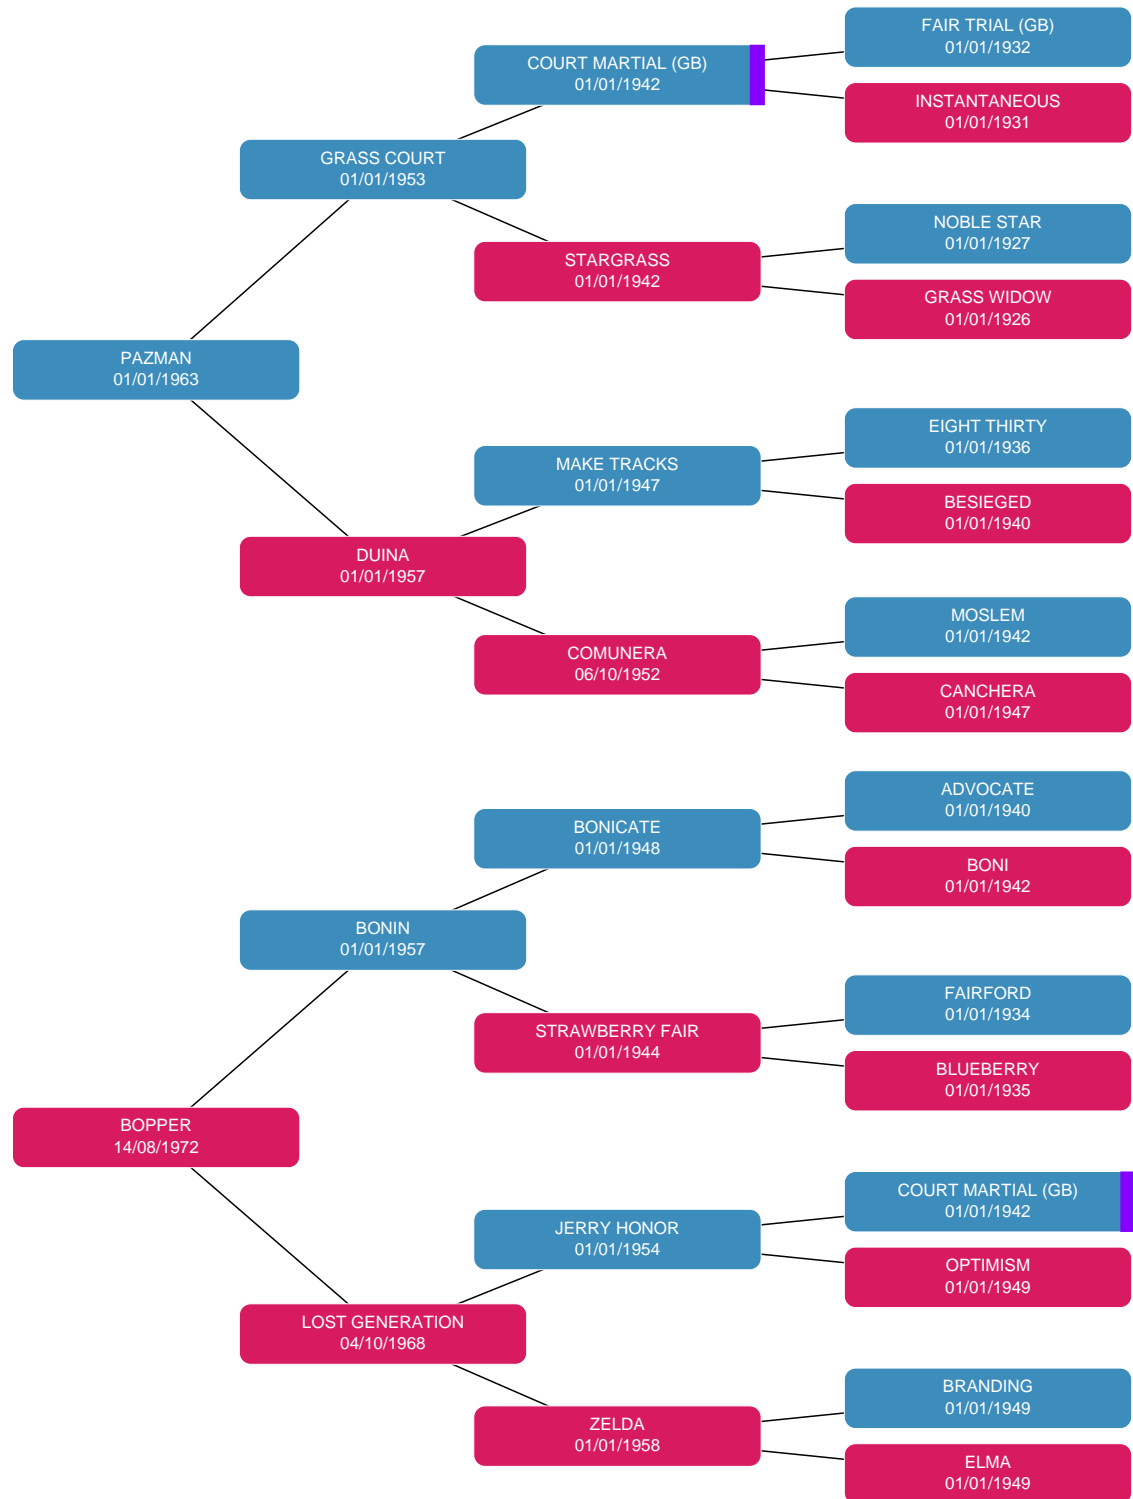 FAIR TRIAL (GB)
01/01/1932
COURT MARTIAL (GB)
01/01/1942
INSTANTANEOUS
01/01/1931
GRASS COURT
01/01/1953
NOBLE STAR
01/01/1927
STARGRASS
01/01/1942
GRASS WIDOW
01/01/1926
PAZMAN
01/01/1963
EIGHT THIRTY
01/01/1936
MAKE TRACKS
01/01/1947
BESIEGED
01/01/1940
DUINA
01/01/1957
MOSLEM
01/01/1942
COMUNERA
06/10/1952
CANCHERA
01/01/1947
ADVOCATE
01/01/1940
BONICATE
01/01/1948
BONI
01/01/1942
BONIN
01/01/1957
FAIRFORD
01/01/1934
STRAWBERRY FAIR
01/01/1944
BLUEBERRY
01/01/1935
BOPPER
14/08/1972
COURT MARTIAL (GB)
01/01/1942
JERRY HONOR
01/01/1954
OPTIMISM
01/01/1949
LOST GENERATION
04/10/1968
BRANDING
01/01/1949
ZELDA
01/01/1958
ELMA
01/01/1949